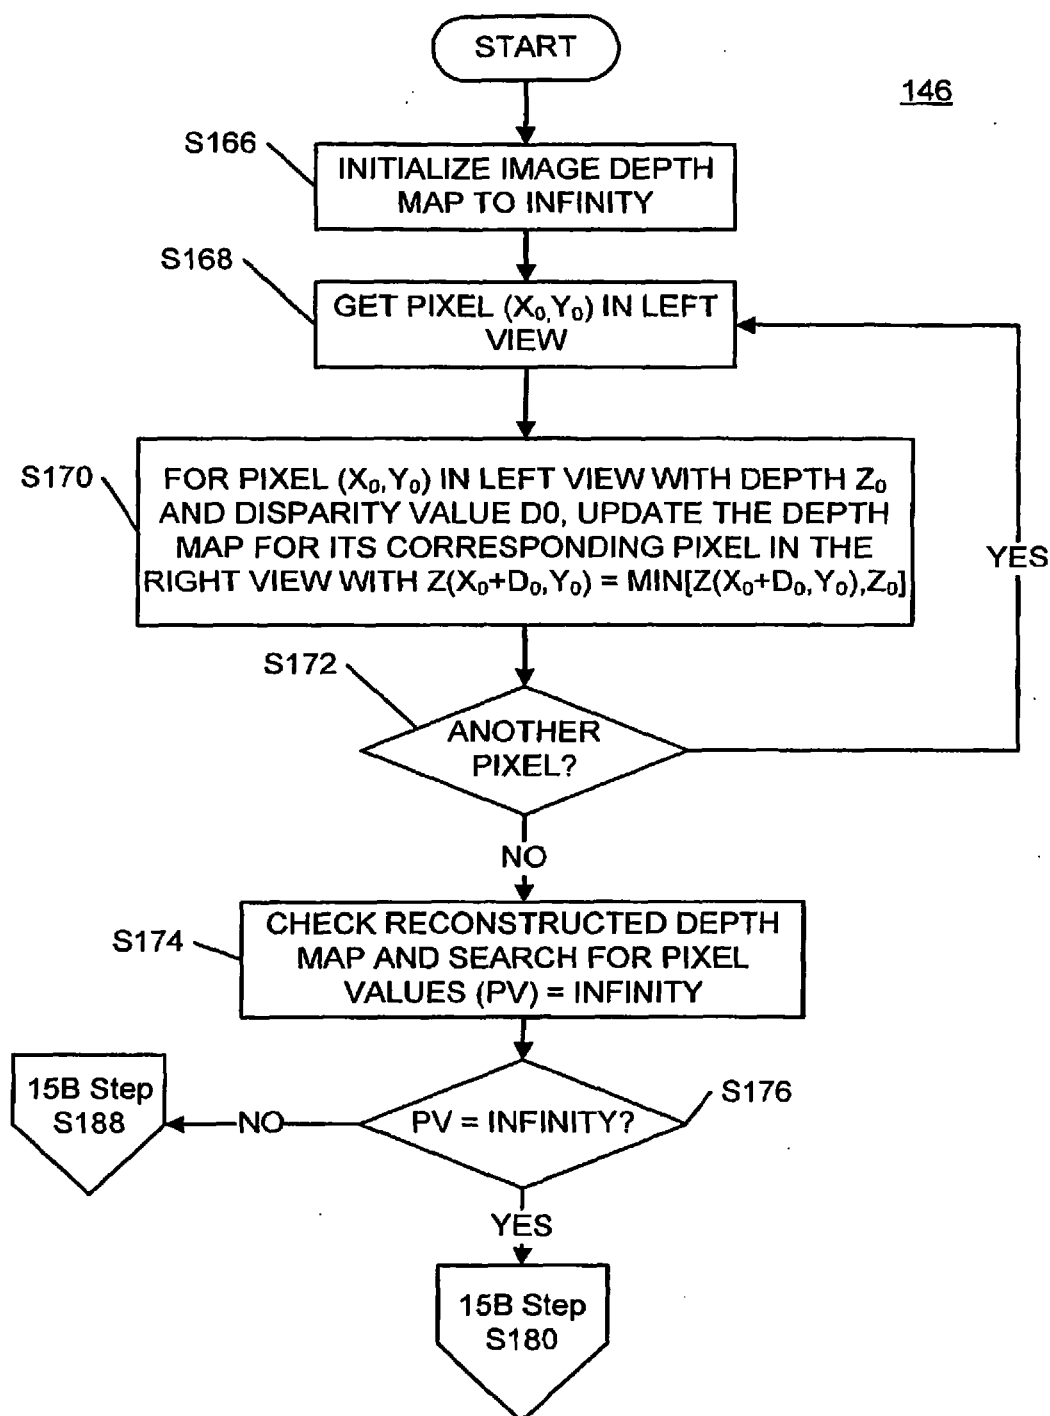 START
146
S166
INITIALIZE IMAGE DEPTH
MAP TO INFINITY
S168
GET PIXEL (X₀,Y₀) IN LEFT
VIEW
S170
FOR PIXEL (X₀,Y₀) IN LEFT VIEW WITH DEPTH Z₀
AND DISPARITY VALUE D0, UPDATE THE DEPTH
MAP FOR ITS CORRESPONDING PIXEL IN THE
RIGHT VIEW WITH Z(X₀+D₀,Y₀) = MIN[Z(X₀+D₀,Y₀),Z₀]
YES
S172
ANOTHER
PIXEL?
NO
S174
CHECK RECONSTRUCTED DEPTH
MAP AND SEARCH FOR PIXEL
VALUES (PV) = INFINITY
15B Step
S188
NO
PV = INFINITY?
S176
YES
15B Step
S180